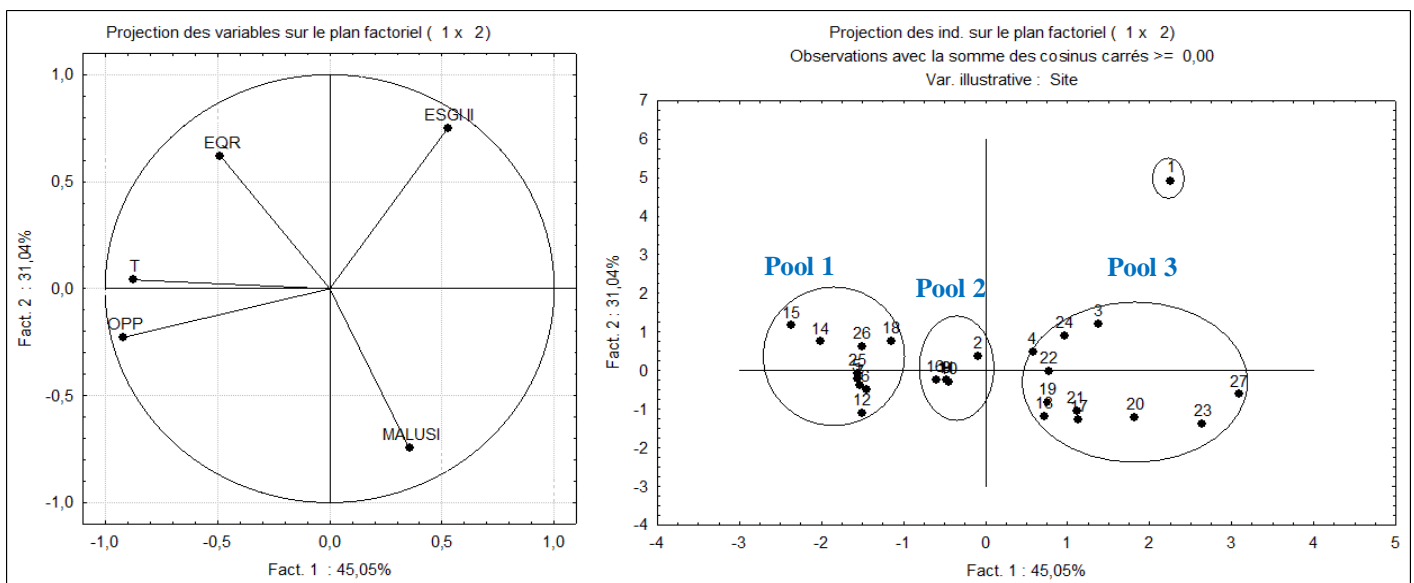 Projection des variables sur le plan factoriel ( 1 x 2)
1,0
0,5
0,0
-0,5
-1,0
Fact. 2 : 31,04%
ESGI II
EQR
T
OPP
MALUSI
-1,0 -0,5 0,0 0,5 1,0
Fact. 1 : 45,05%
Projection des ind. sur le plan factoriel ( 1 x 2)
Observations avec la somme des cosinus carrés >= 0,00
Var. illustrative : Site
7
6
5
4
3
2
1
0
-1
-2
-3
-4
Fact. 2 : 31,04%
1
Pool 1
Pool 2
Pool 3
15
14
26
18
25
6
12
2
16
3
24
4
22
19
21
17
20
23
27
-4 -3 -2 -1 0 1 2 3 4 5
Fact. 1 : 45,05%